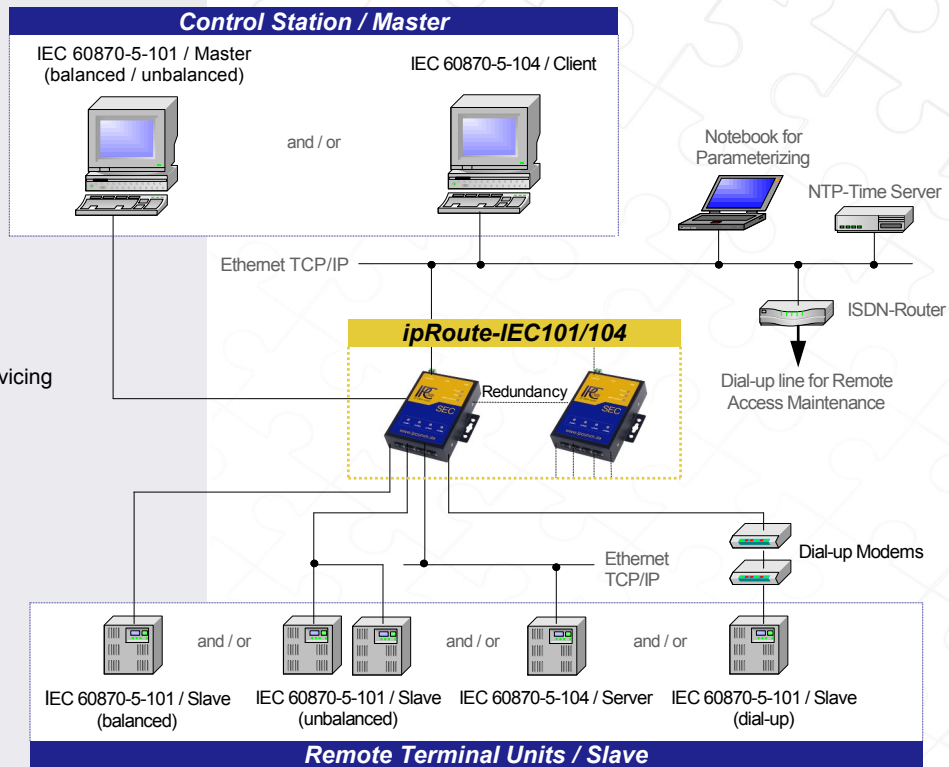 Control Station / Master
IEC 60870-5-101 / Master
(balanced / unbalanced)
IEC 60870-5-104 / Client
and / or
Notebook for
Parameterizing
NTP-Time Server
Ethernet TCP/IP
ISDN-Router
ipRoute-IEC101/104
vicing
Redundancy
IPC
SEC
SEC
Dial-up line for Remote
Access Maintenance
Dial-up Modems
Ethernet
TCP/IP
and / or
and / or
and / or
IEC 60870-5-101 / Slave
(balanced)
IEC 60870-5-101 / Slave
(unbalanced)
IEC 60870-5-104 / Server
IEC 60870-5-101 / Slave
(dial-up)
Remote Terminal Units / Slave